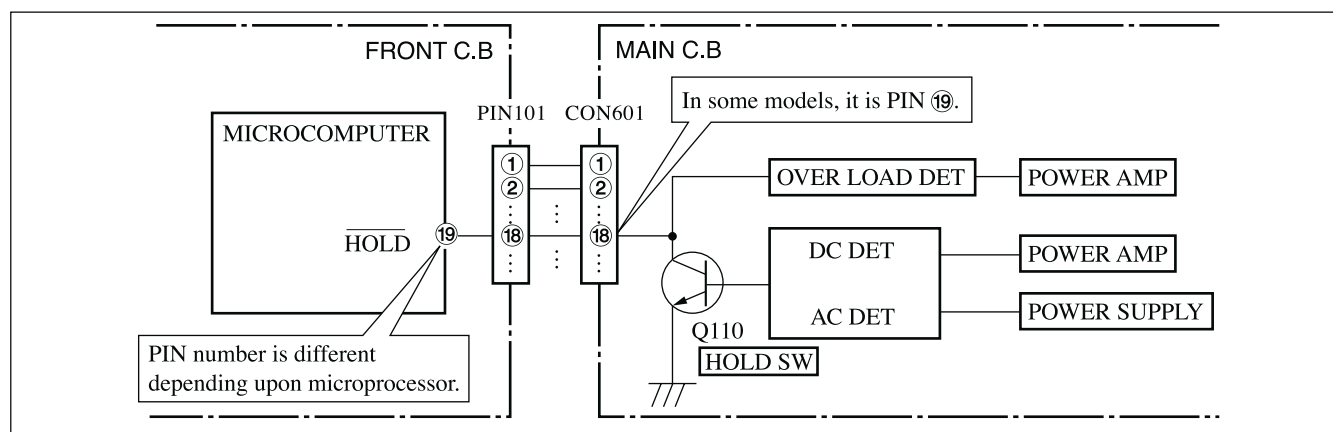 FRONT C.B
MAIN C.B
In some models, it is PIN ⑲.
PIN101
CON601
MICROCOMPUTER
①
①
②
②
HOLD
⑲
⑱
⑱
OVER LOAD DET
POWER AMP
DC DET
POWER AMP
AC DET
POWER SUPPLY
Q110
HOLD SW
PIN number is different
depending upon microprocessor.